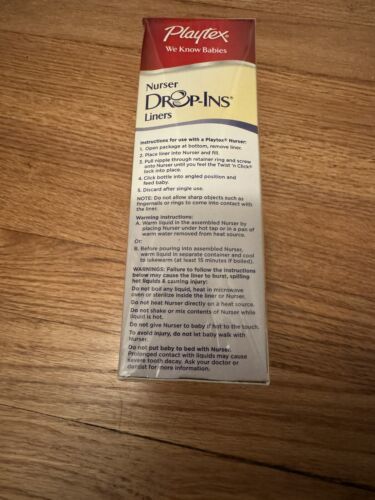 Playtex®
We Know Babies
Nurser
DROP-INS®
Liners
Instructions for use with a Playtex® Nurser:
1. Open package at bottom, remove liner.
2. Place liner into Nurser and fill.
3. Pull nipple through retainer ring and screw
onto Nurser until you feel the Twist 'n Click®
lock into place.
4. Click bottle into angled position and
feed baby.
5. Discard after single use.
NOTE: Do not allow sharp objects such as
fingernails or rings to come into contact with
the liner.
Warming instructions:
A. Warm liquid in the assembled Nurser by
placing Nurser under hot tap or in a pan of
warm water removed from heat source.
Or:
B. Before pouring into assembled Nurser,
warm liquid in separate container and cool
to lukewarm (at least 15 minutes if boiled).
WARNINGS: Failure to follow the instructions
below may cause the liner to burst, spilling
hot liquids & causing injury:
Do not boil any liquid, heat in microwave
oven or sterilize inside the liner or Nurser.
Do not heat Nurser directly on a heat source.
Do not shake or mix contents of Nurser while
liquid is hot.
Do not give Nurser to baby if hot to the touch.
To avoid injury, do not let baby walk with
Nurser.
Do not put baby to bed with Nurser.
Prolonged contact with liquids may cause
severe tooth decay. Ask your doctor or
dentist for more information.